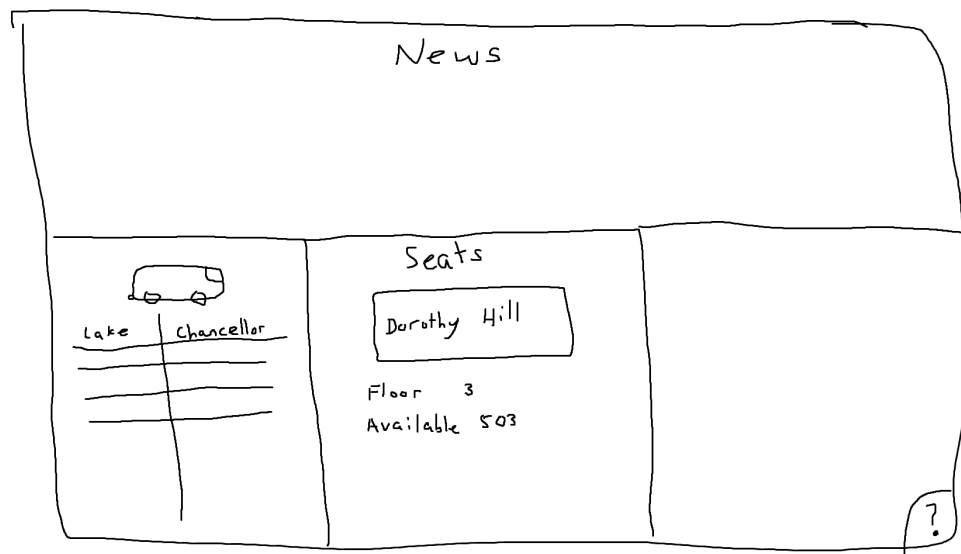 News
Lake Chancellor
Seats
Dorothy Hill
Floor 3
Available 503
?